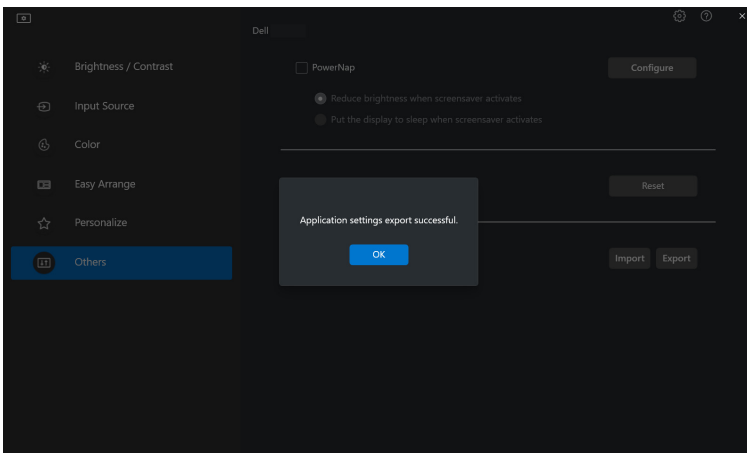 Dell
Brightness / Contrast
Input Source
Color
Easy Arrange
Personalize
Others
PowerNap
Configure
Reduce brightness when screensaver activates
Put the display to sleep when screensaver activates
Reset
Application settings export successful.
OK
Import Export